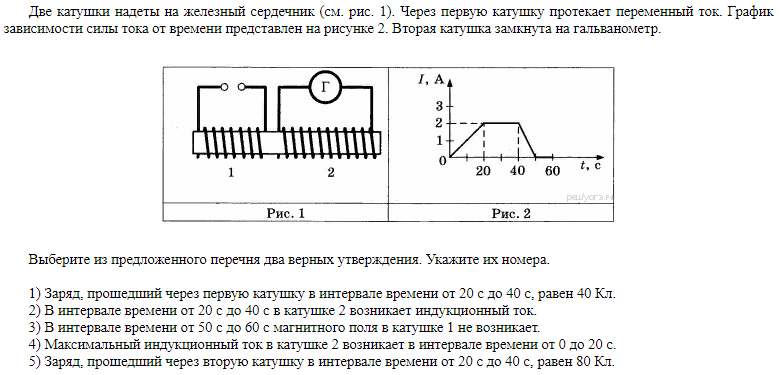 Две катушки надеты на железный сердечник (см. рис. 1). Через первую катушку протекает переменный ток. График
зависимости силы тока от времени представлен на рисунке 2. Вторая катушка замкнута на гальванометр.
Г
1
2
Рис. 1
I, А
3
2
1
0
20 40 60 t, с
решуогэ.рф
Рис. 2
Выберите из предложенного перечня два верных утверждения. Укажите их номера.
1) Заряд, прошедший через первую катушку в интервале времени от 20 с до 40 с, равен 40 Кл.
2) В интервале времени от 20 с до 40 с в катушке 2 возникает индукционный ток.
3) В интервале времени от 50 с до 60 с магнитного поля в катушке 1 не возникает.
4) Максимальный индукционный ток в катушке 2 возникает в интервале времени от 0 до 20 с.
5) Заряд, прошедший через вторую катушку в интервале времени от 20 с до 40 с, равен 80 Кл.